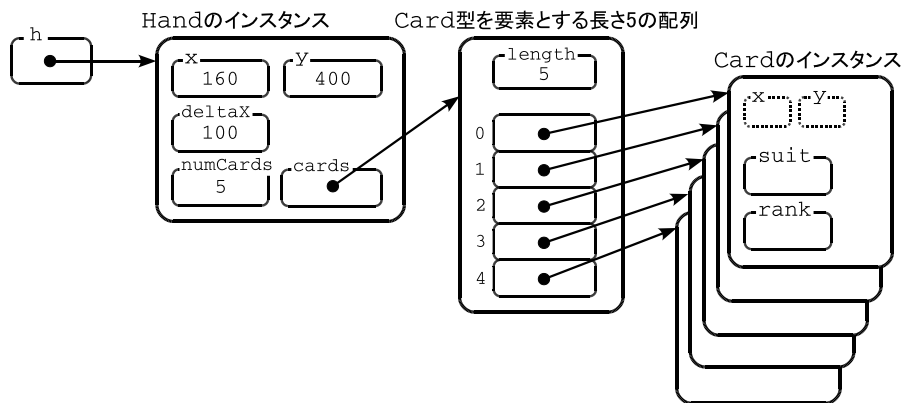 Handのインスタンス
Card型を要素とする長さ5の配列
Cardのインスタンス
h
x
160
y
400
deltaX
100
numCards
5
cards
length
5
0
1
2
3
4
x
y
suit
rank